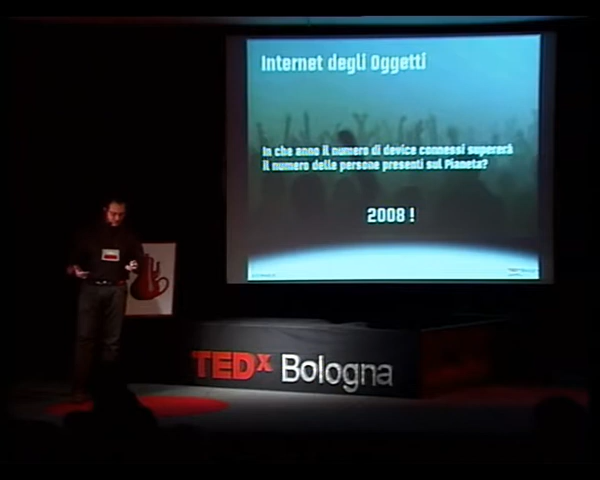 Internet degli Oggetti
In che anno il numero di device connessi supererà
il numero delle persone presenti sul Pianeta?
2008 !
TEDx Bologna